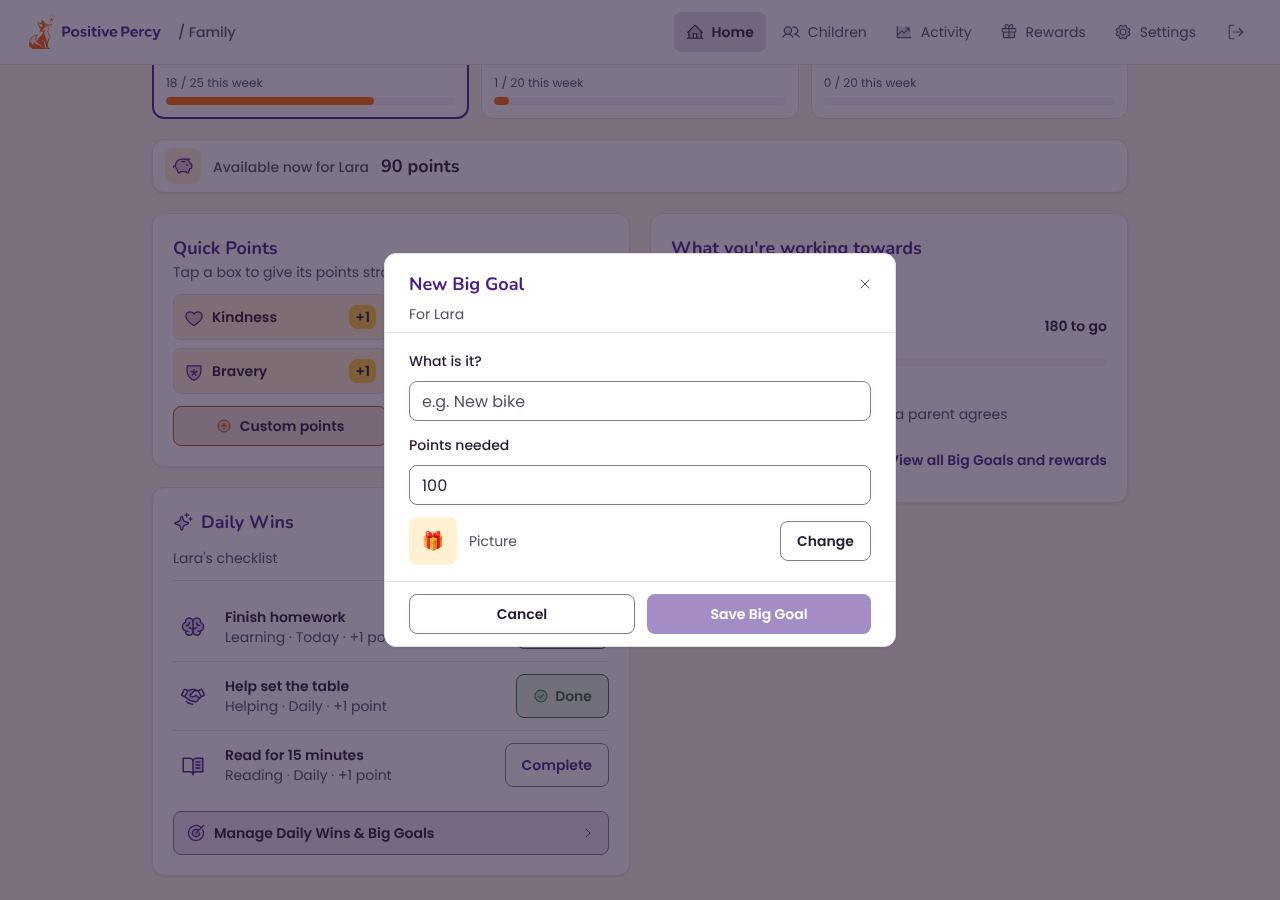 Positive Percy / Family
Home
Children
Activity
Rewards
Settings
18 / 25 this week
1 / 20 this week
0 / 20 this week
Available now for Lara 90 points
Quick Points
Tap a box to give its points
Kindness +1
Bravery +1
Custom points
What you're working towards
180 to go
a parent agrees
View all Big Goals and rewards
New Big Goal
For Lara
What is it?
e.g. New bike
Points needed
100
Picture
Change
Cancel
Save Big Goal
Daily Wins
Lara's checklist
Finish homework
Learning · Today · +1
Help set the table
Helping · Daily · +1 point
Done
Read for 15 minutes
Reading · Daily · +1 point
Complete
Manage Daily Wins & Big Goals